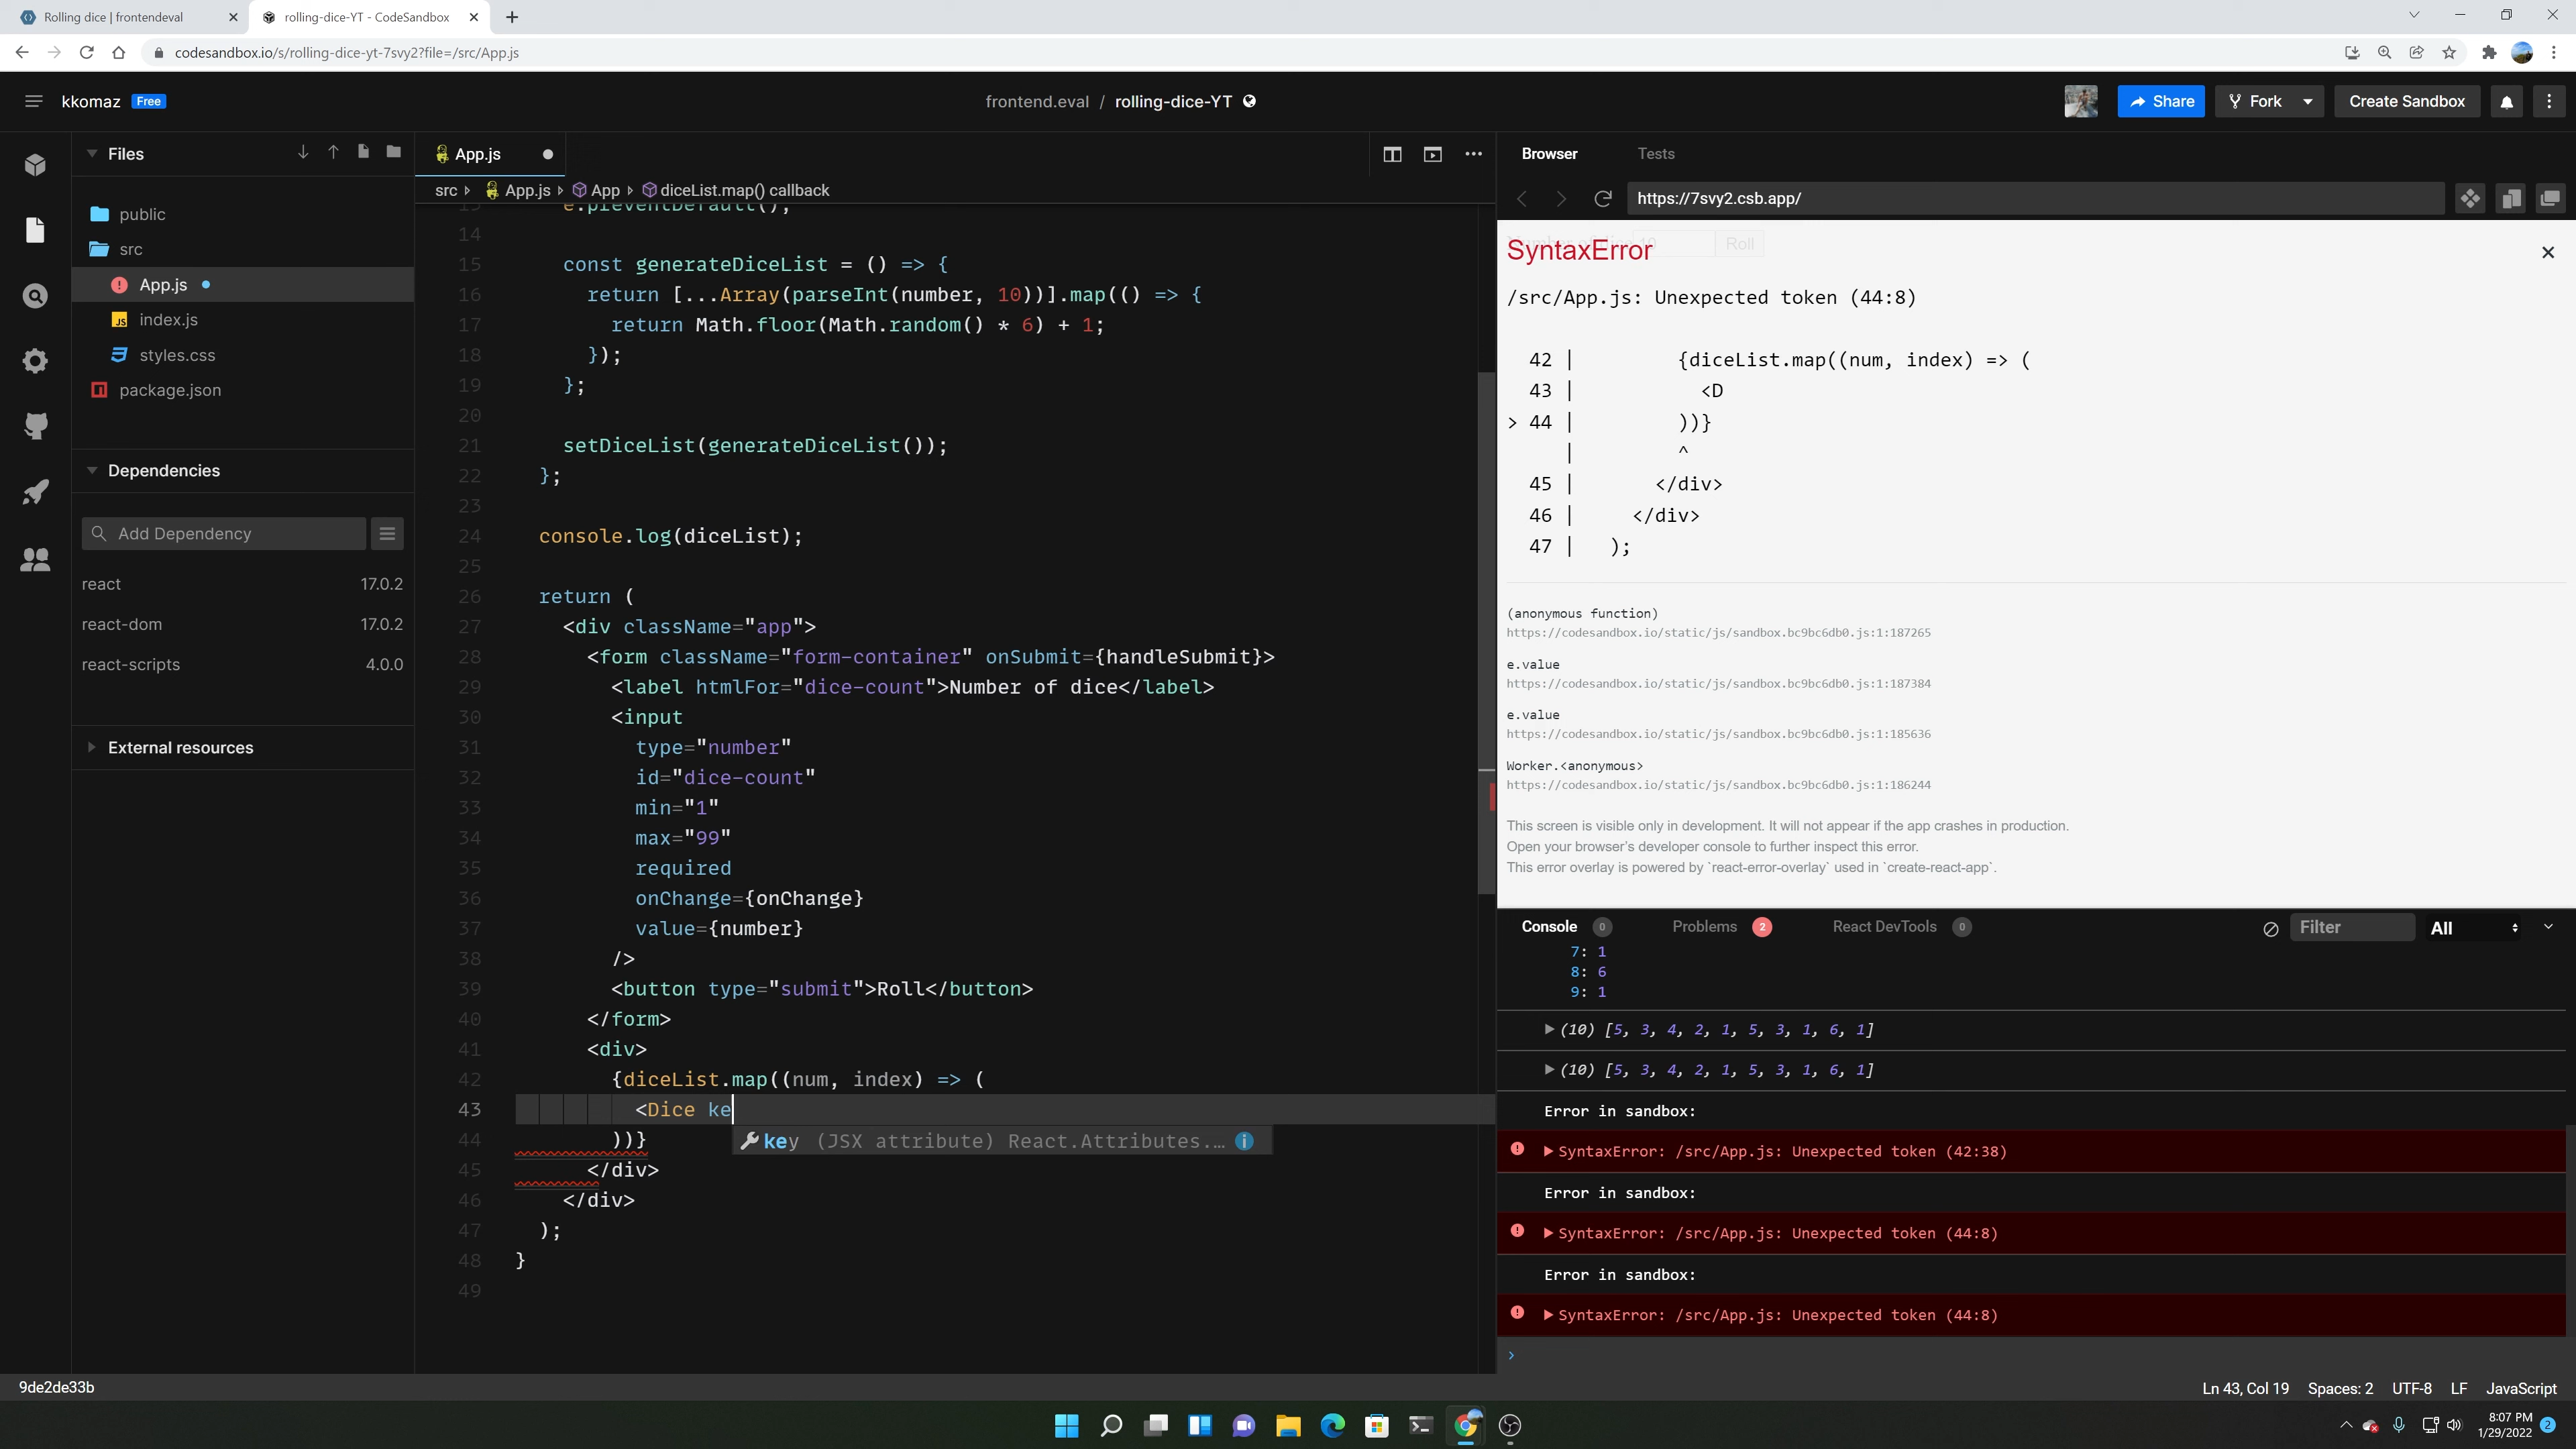 Rolling dice | frontendeval
rolling-dice-YT - CodeSandbox
codesandbox.io/s/rolling-dice-yt-7svy2?file=/src/App.js
kkomaz Free
frontend.eval / rolling-dice-YT
Share
Fork
Create Sandbox
Files
public
src
App.js
index.js
styles.css
package.json
Dependencies
Add Dependency
react 17.0.2
react-dom 17.0.2
react-scripts 4.0.0
External resources
App.js
src App.js App diceList.map() callback
13 e.preventDefault();
14
15 const generateDiceList = () => {
16 return [...Array(parseInt(number, 10))].map(() => {
17 return Math.floor(Math.random() * 6) + 1;
18 });
19 };
20
21 setDiceList(generateDiceList());
22 };
23
24 console.log(diceList);
25
26 return (
27 <div className="app">
28 <form className="form-container" onSubmit={handleSubmit}>
29 <label htmlFor="dice-count">Number of dice</label>
30 <input
31 type="number"
32 id="dice-count"
33 min="1"
34 max="99"
35 required
36 onChange={onChange}
37 value={number}
38 />
39 <button type="submit">Roll</button>
40 </form>
41 <div>
42 {diceList.map((num, index) => (
43 <Dice ke
44 ))}
key (JSX attribute) React.Attributes.…
45 </div>
46 </div>
47 );
48 }
49
Browser Tests
https://7svy2.csb.app/
SyntaxError
Roll
/src/App.js: Unexpected token (44:8)
42 | {diceList.map((num, index) => (
43 | <D
> 44 | ))}
| ^
45 | </div>
46 | </div>
47 | );
(anonymous function)
https://codesandbox.io/static/js/sandbox.bc9bc6db0.js:1:187265
e.value
https://codesandbox.io/static/js/sandbox.bc9bc6db0.js:1:187384
e.value
https://codesandbox.io/static/js/sandbox.bc9bc6db0.js:1:185636
Worker.<anonymous>
https://codesandbox.io/static/js/sandbox.bc9bc6db0.js:1:186244
This screen is visible only in development. It will not appear if the app crashes in production.
Open your browser's developer console to further inspect this error.
This error overlay is powered by `react-error-overlay` used in `create-react-app`.
Console 0 Problems 2 React DevTools 0 Filter All
7: 1
8: 6
9: 1
(10) [5, 3, 4, 2, 1, 5, 3, 1, 6, 1]
(10) [5, 3, 4, 2, 1, 5, 3, 1, 6, 1]
Error in sandbox:
SyntaxError: /src/App.js: Unexpected token (42:38)
Error in sandbox:
SyntaxError: /src/App.js: Unexpected token (44:8)
Error in sandbox:
SyntaxError: /src/App.js: Unexpected token (44:8)
9de2de33b
Ln 43, Col 19 Spaces: 2 UTF-8 LF JavaScript
8:07 PM
1/29/2022
2